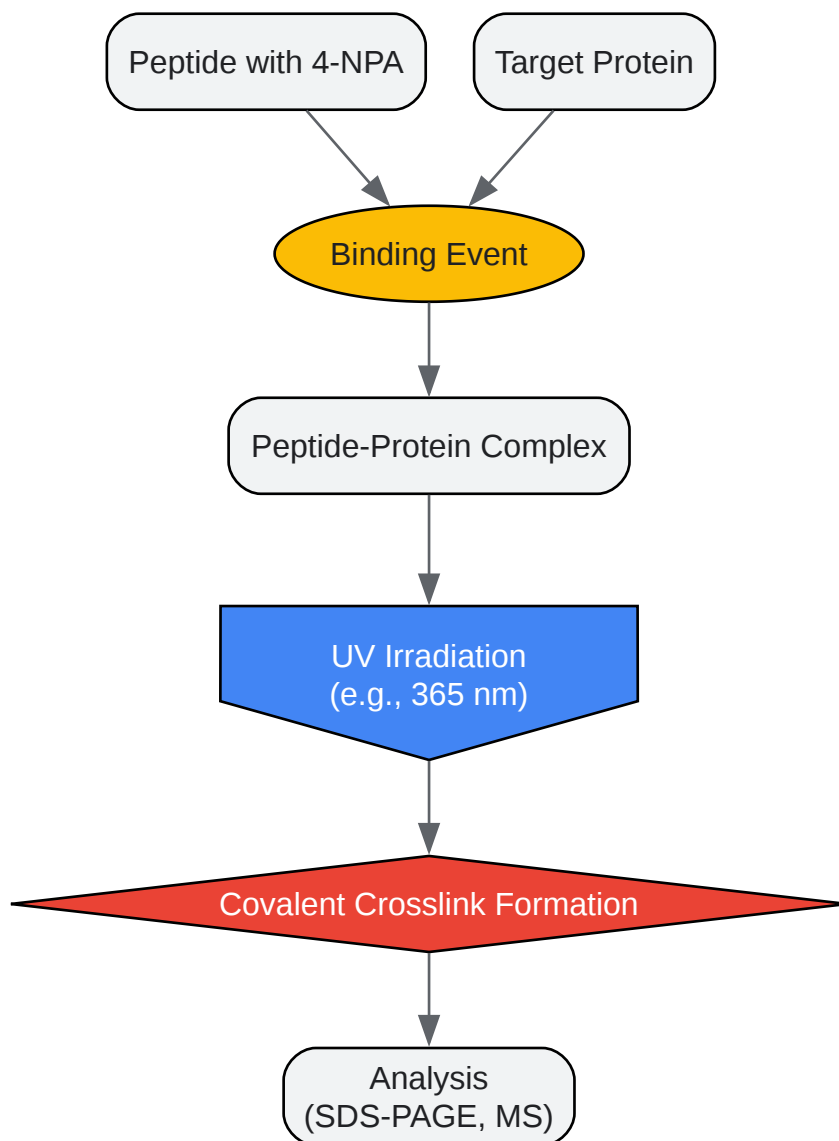 Peptide with 4-NPA
Target Protein
Binding Event
Peptide-Protein Complex
UV Irradiation
(e.g., 365 nm)
Covalent Crosslink Formation
Analysis
(SDS-PAGE, MS)